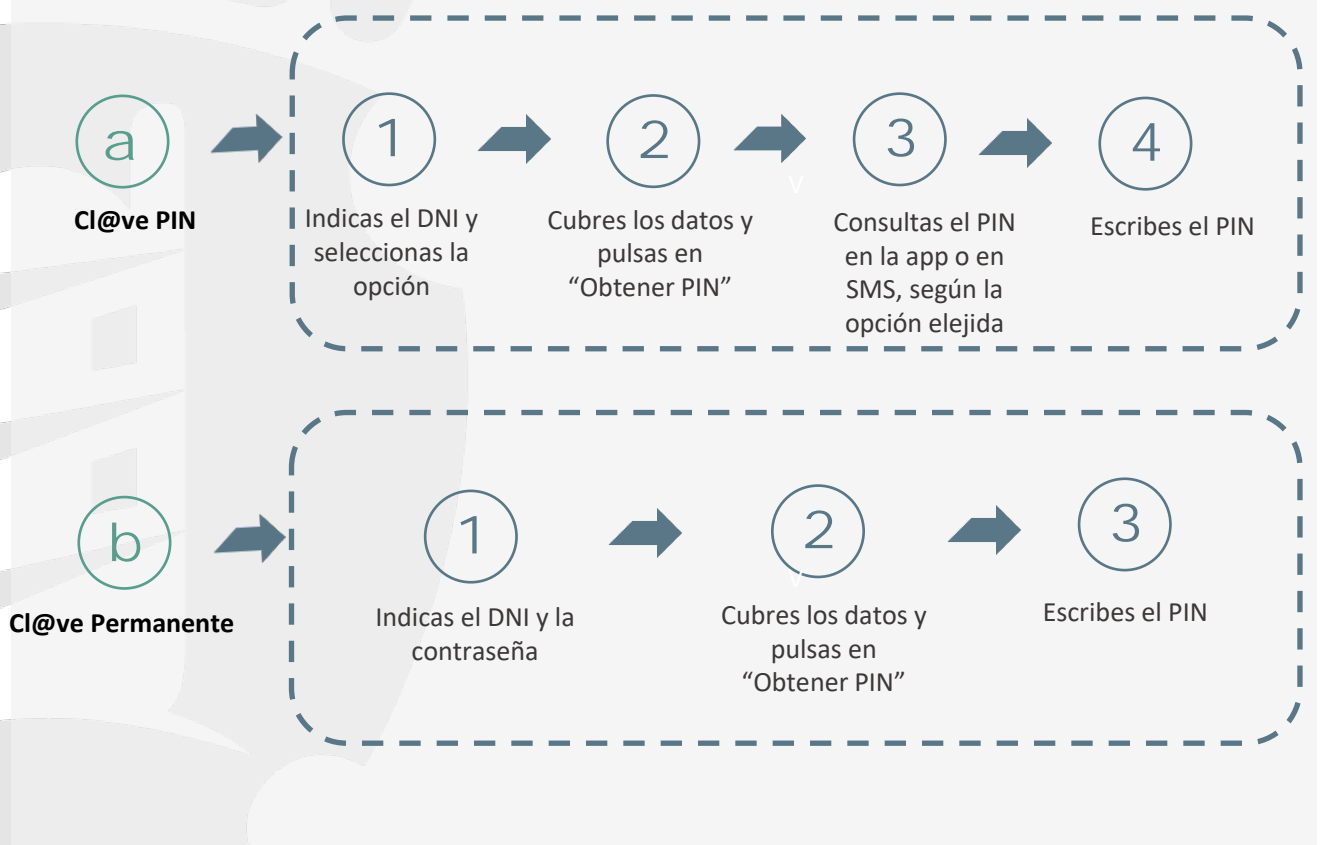 a
Cl@ve PIN
1
Indicas el DNI y
seleccionas la
opción
2
Cubres los datos y
pulsas en
“Obtener PIN”
V
3
Consultas el PIN
en la app o en
SMS, según la
opción elejida
4
Escribes el PIN
b
Cl@ve Permanente
1
Indicas el DNI y la
contraseña
2
V
Cubres los datos y
pulsas en
“Obtener PIN”
3
Escribes el PIN